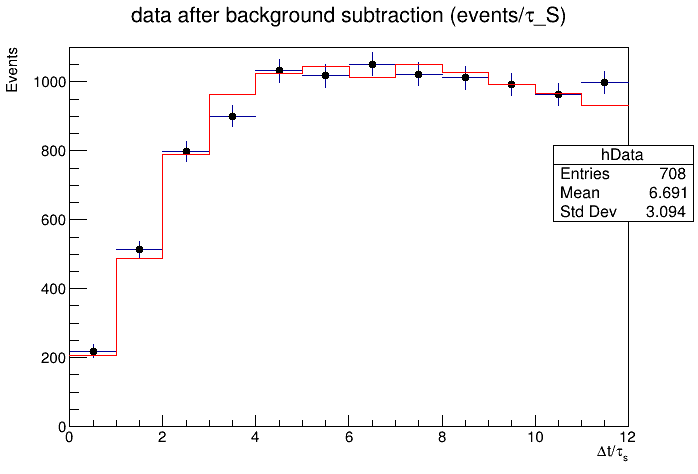 data after background subtraction (events/τ_S)
Events
1000
800
600
400
200
0
0 2 4 6 8 10 12
Δt/τs
hData
Entries 708
Mean 6.691
Std Dev 3.094